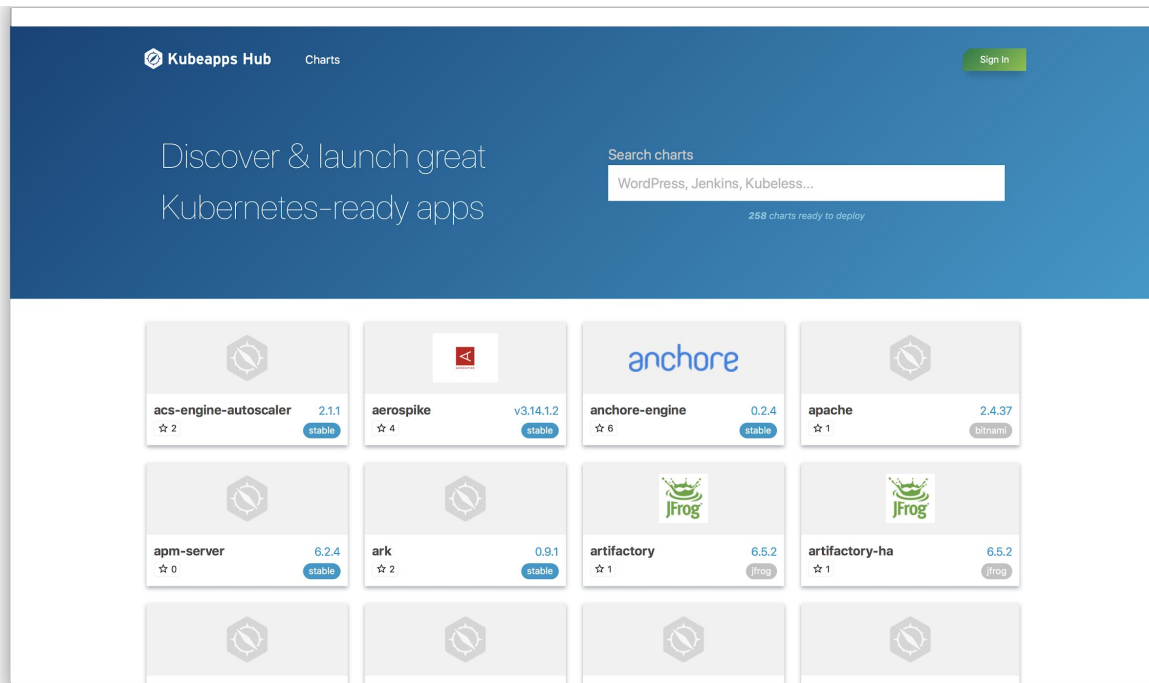 Kubeapps Hub
Charts
Sign In
Discover & launch great
Kubernetes-ready apps
Search charts
WordPress, Jenkins, Kubeless...
258 charts ready to deploy
anchore
acs-engine-autoscaler 2.1.1
2 stable
aerospike v3.14.1.2
4 stable
anchore-engine 0.2.4
6 stable
apache 2.4.37
1 bitnami
JFrog
JFrog
apm-server 6.2.4
0 stable
ark 0.9.1
2 stable
artifactory 6.5.2
1 jfrog
artifactory-ha 6.5.2
1 jfrog